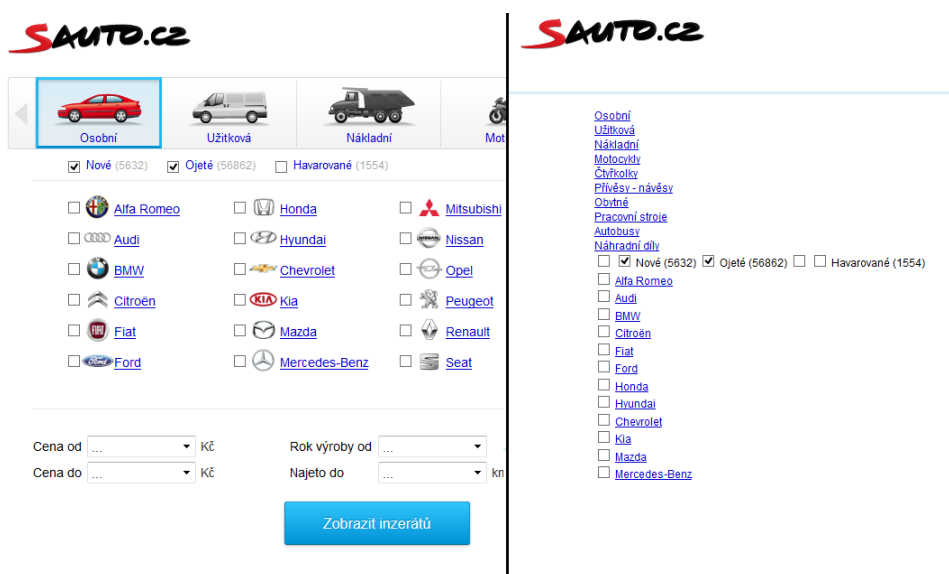 SAUTO.CZ
Osobní Užitková Nákladní Mot
Nové (5632) Ojeté (56862) Havarované (1554)
Alfa Romeo Honda Mitsubishi
Audi Hyundai Nissan
BMW Chevrolet Opel
Citroën Kia Peugeot
Fiat Mazda Renault
Ford Mercedes-Benz Seat
Cena od ... Kč Rok výroby od ...
Cena do ... Kč Najeto do ... km
Zobrazit inzerátů
SAUTO.CZ
Osobní
Užitková
Nákladní
Motocykly
Čtyřkolky
Přívěsy - návěsy
Obytné
Pracovní stroje
Autobusy
Náhradní díly
Nové (5632) Ojeté (56862) Havarované (1554)
Alfa Romeo
Audi
BMW
Citroën
Fiat
Ford
Honda
Hyundai
Chevrolet
Kia
Mazda
Mercedes-Benz